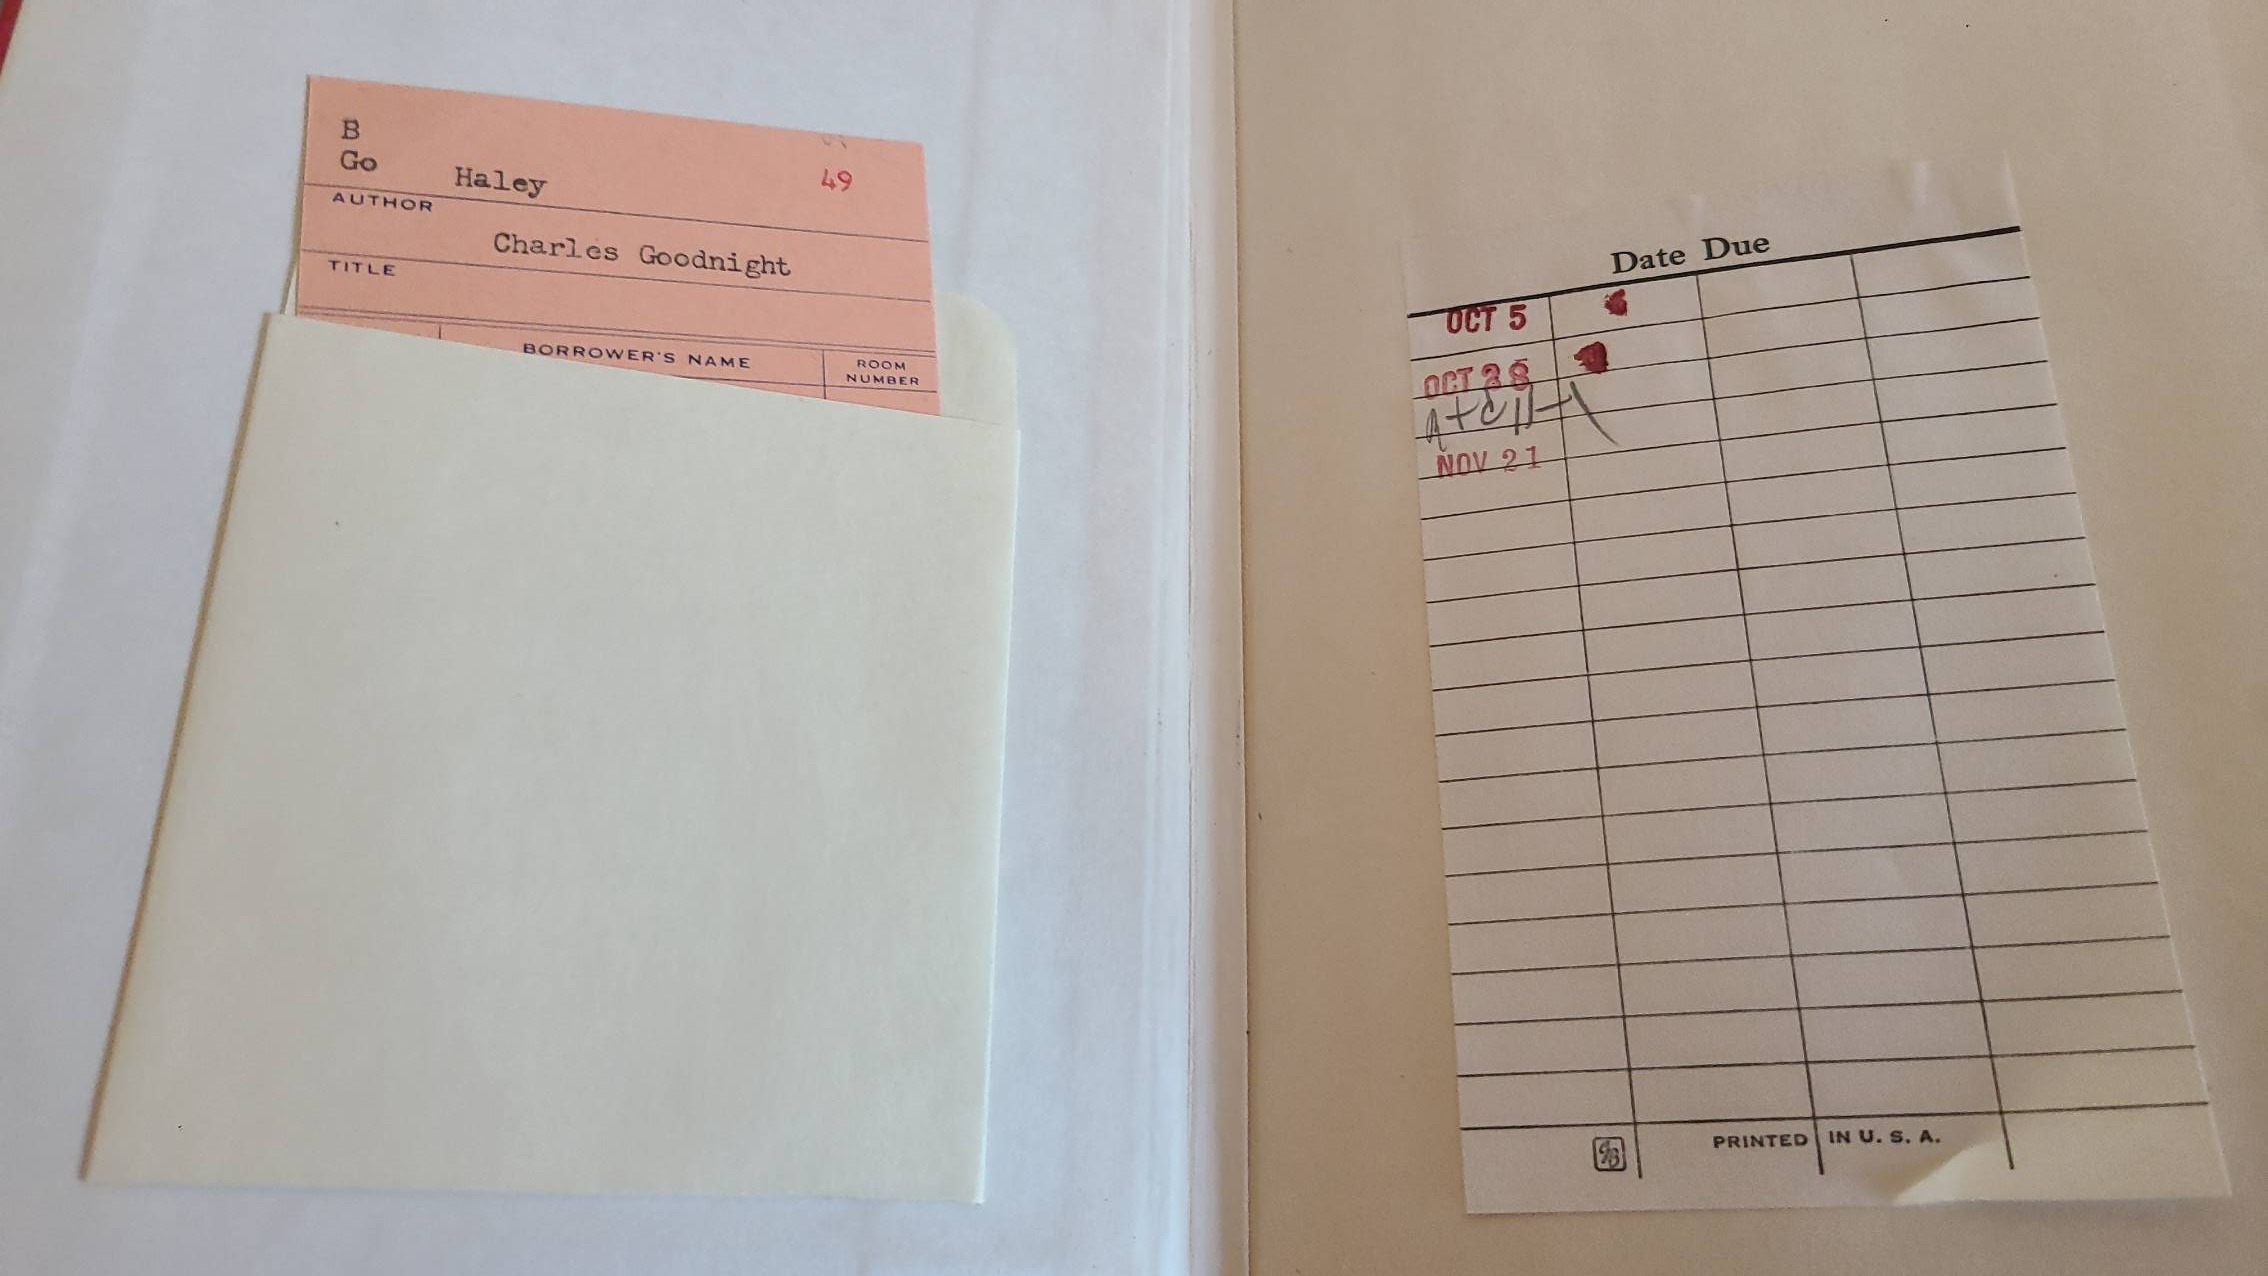 B
Go
Haley 49
AUTHOR
Charles Goodnight
TITLE
BORROWER'S NAME
ROOM
NUMBER
Date Due
OCT 5
OCT
NOV 21
PRINTED IN U. S. A.